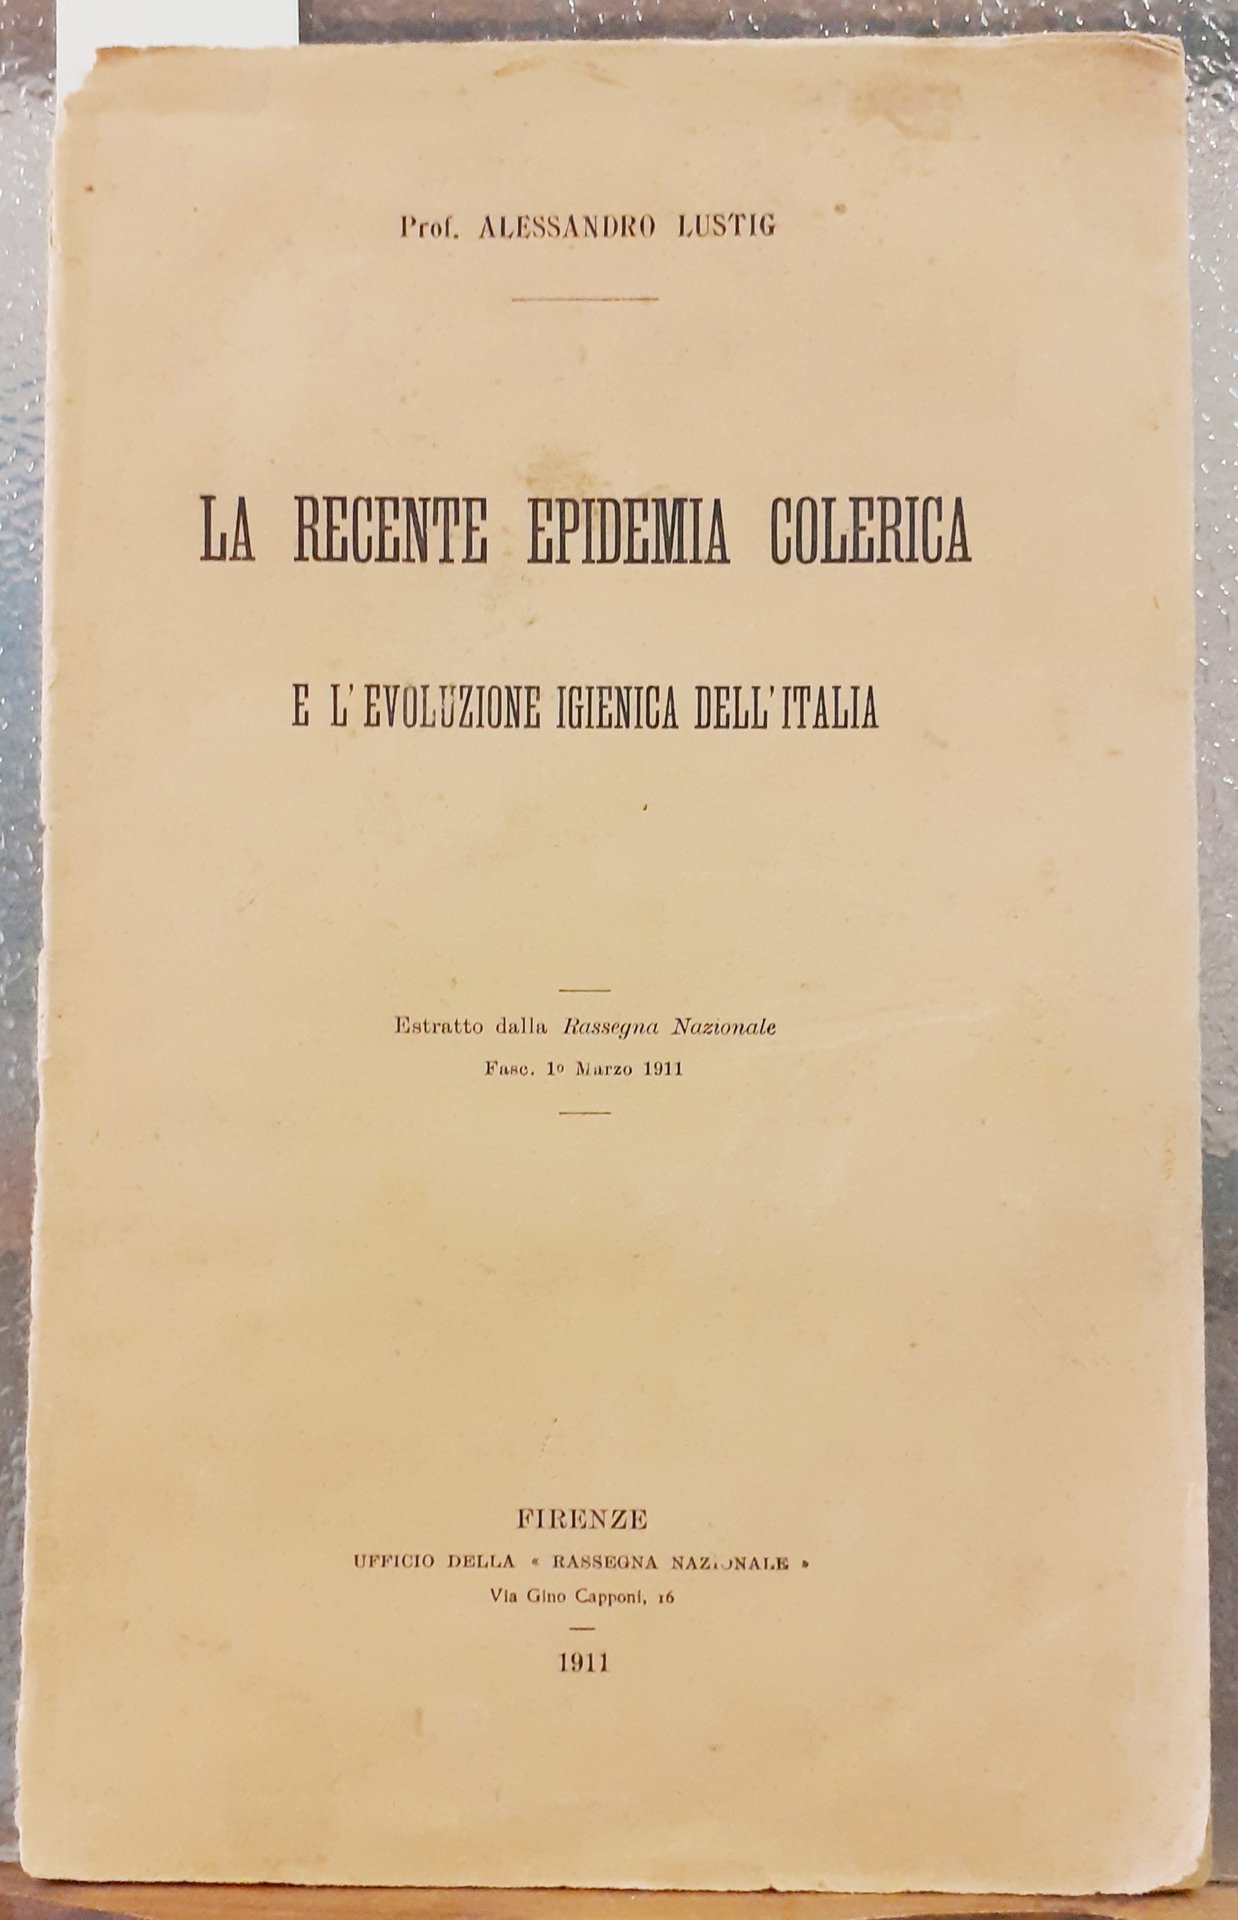 Prof. ALESSANDRO LUSTIG
LA RECENTE EPIDEMIA COLERICA
E L'EVOLUZIONE IGIENICA DELL'ITALIA
Estratto dalla Rassegna Nazionale
Fasc. 1º Marzo 1911
FIRENZE
UFFICIO DELLA « RASSEGNA NAZIONALE »
Via Gino Capponi, 16
1911